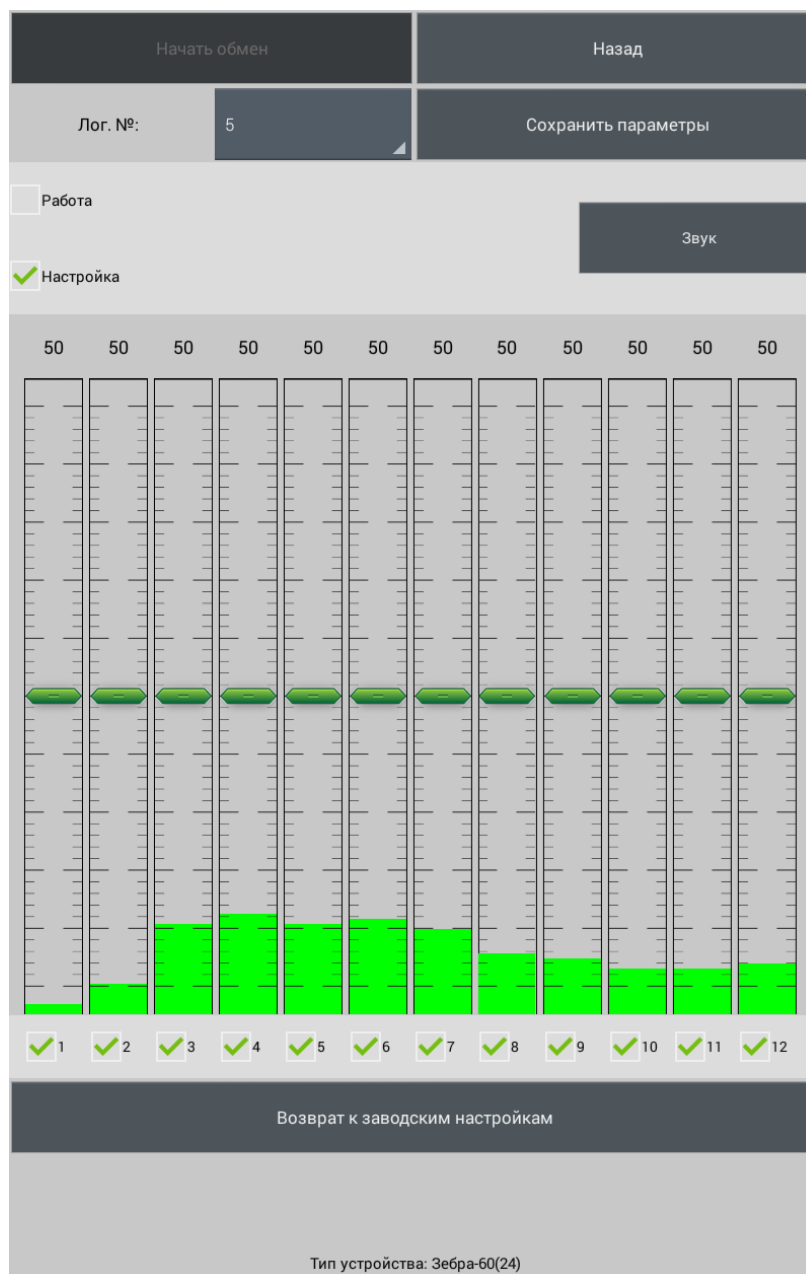 Начать обмен
Назад
Лог. №:
5
Сохранить параметры
Работа
Звук
Настройка
50 50 50 50 50 50 50 50 50 50 50 50
1 2 3 4 5 6 7 8 9 10 11 12
Возврат к заводским настройкам
Тип устройства: Зебра-60(24)